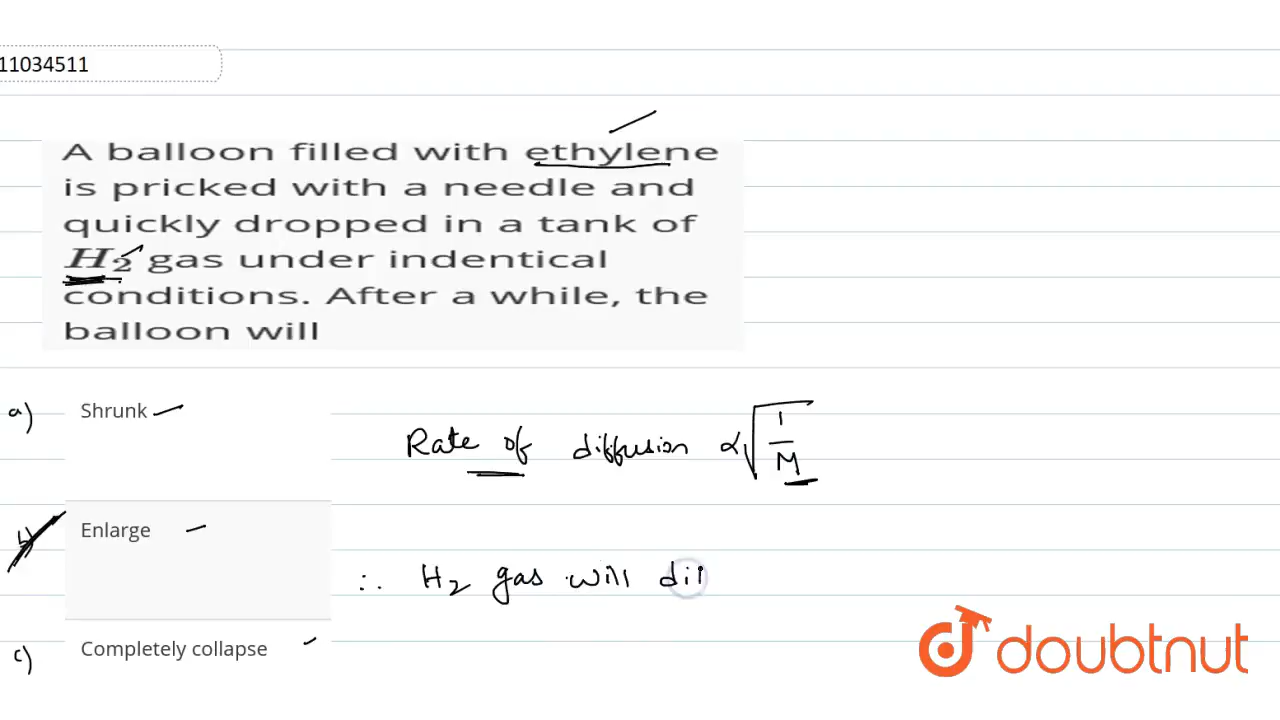 11034511
A balloon filled with ethylene
is pricked with a needle and
quickly dropped in a tank of
H₂ gas under indentical
conditions. After a while, the
balloon will
a) Shrunk
Rate of diffusion α √1/M
b) Enlarge
∴ H₂ gas will dif
c) Completely collapse
doubtnut